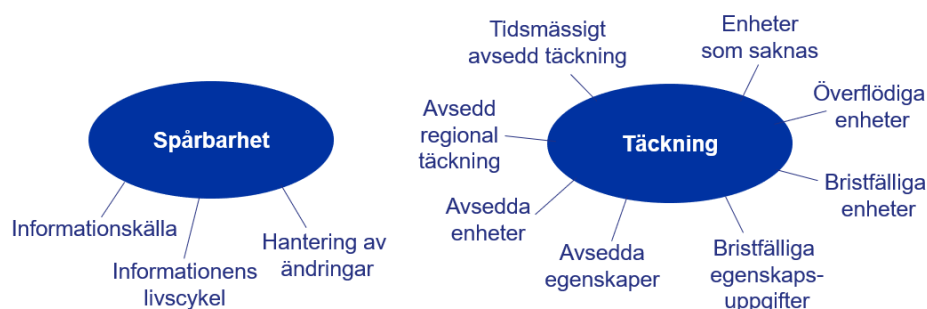 Spårbarhet
Informationskälla
Informationens
livscykel
Hantering av
ändringar
Täckning
Tidsmässigt
avsedd täckning
Enheter
som saknas
Överflödiga
enheter
Bristfälliga
enheter
Bristfälliga
egenskaps-
uppgifter
Avsedda
egenskaper
Avsedda
enheter
Avsedd
regional
täckning